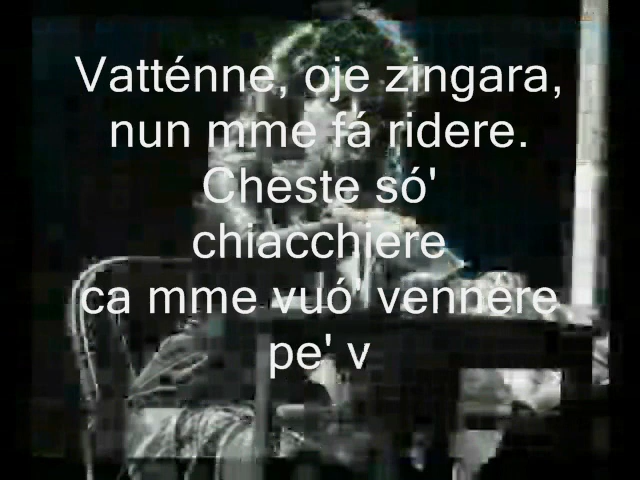 Vatténne, oje zingara,
nun mme fá ridere.
Cheste só'
chiacchiere
ca mme vuó' vennere
pe' v